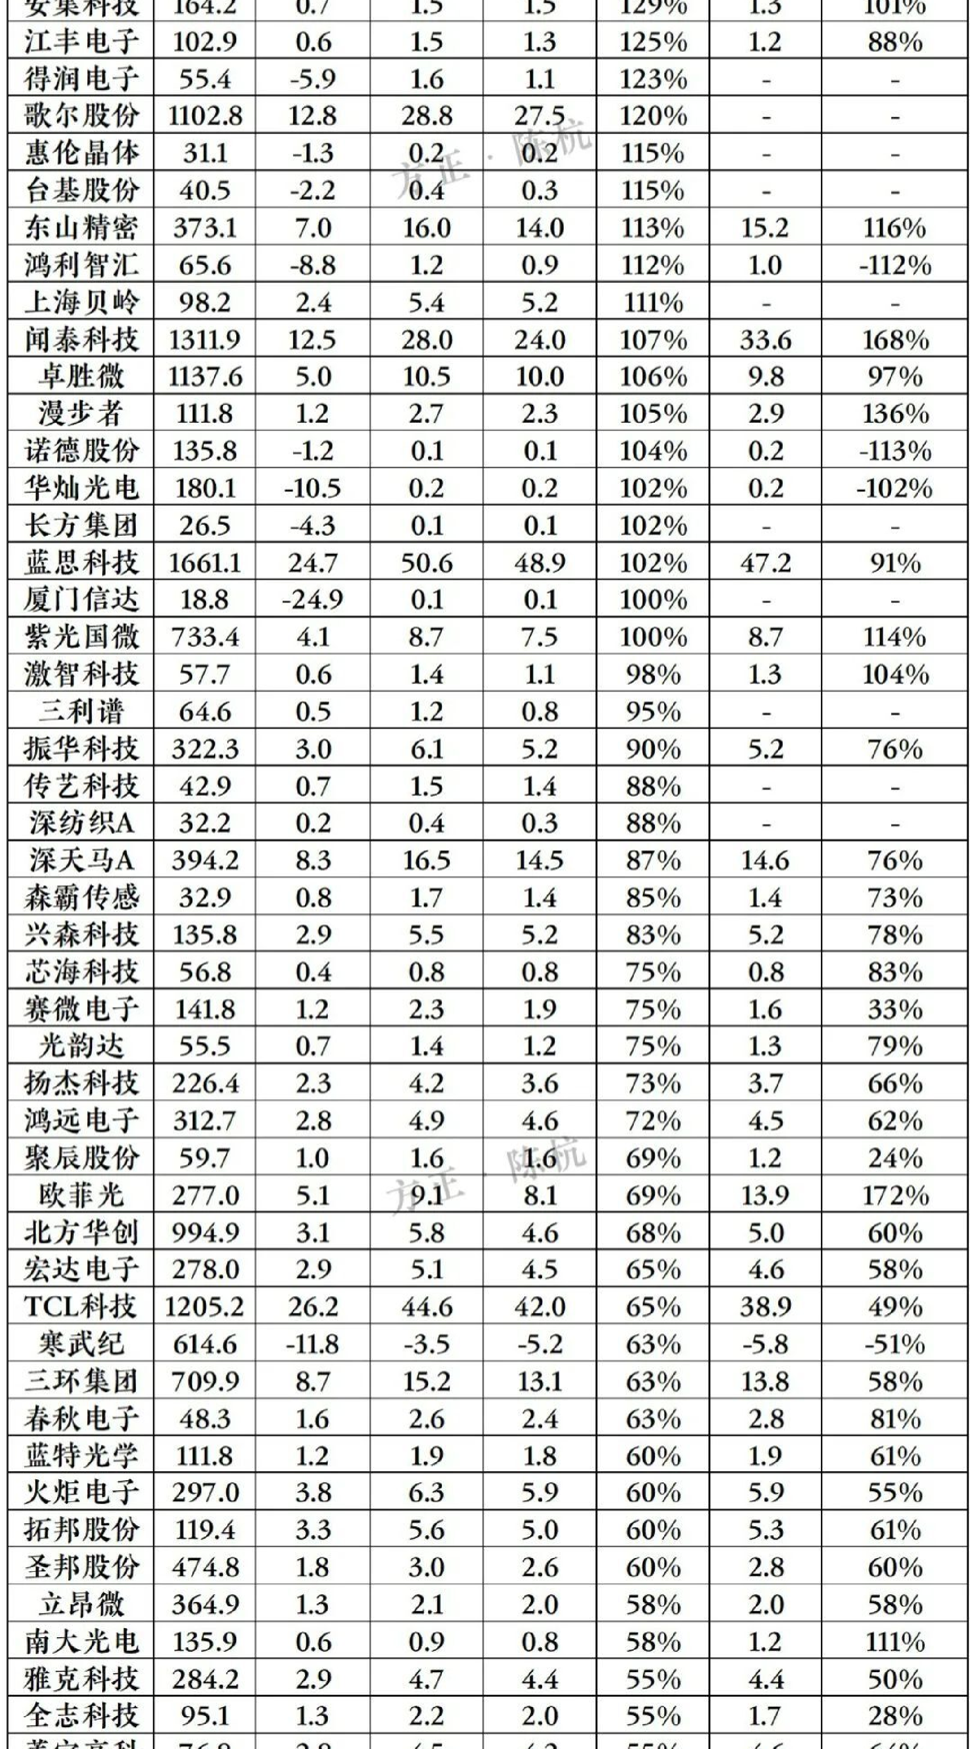 安集科技 164.2 0.7 1.5 1.5 129% 1.3 101%
江丰电子 102.9 0.6 1.5 1.3 125% 1.2 88%
得润电子 55.4 -5.9 1.6 1.1 123% - -
歌尔股份 1102.8 12.8 28.8 27.5 120% - -
惠伦晶体 31.1 -1.3 0.2 0.2 115% - -
方正·陈杭
台基股份 40.5 -2.2 0.4 0.3 115% - -
东山精密 373.1 7.0 16.0 14.0 113% 15.2 116%
鸿利智汇 65.6 -8.8 1.2 0.9 112% 1.0 -112%
上海贝岭 98.2 2.4 5.4 5.2 111% - -
闻泰科技 1311.9 12.5 28.0 24.0 107% 33.6 168%
卓胜微 1137.6 5.0 10.5 10.0 106% 9.8 97%
漫步者 111.8 1.2 2.7 2.3 105% 2.9 136%
诺德股份 135.8 -1.2 0.1 0.1 104% 0.2 -113%
华灿光电 180.1 -10.5 0.2 0.2 102% 0.2 -102%
长方集团 26.5 -4.3 0.1 0.1 102% - -
蓝思科技 1661.1 24.7 50.6 48.9 102% 47.2 91%
厦门信达 18.8 -24.9 0.1 0.1 100% - -
紫光国微 733.4 4.1 8.7 7.5 100% 8.7 114%
激智科技 57.7 0.6 1.4 1.1 98% 1.3 104%
三利谱 64.6 0.5 1.2 0.8 95% - -
振华科技 322.3 3.0 6.1 5.2 90% 5.2 76%
传艺科技 42.9 0.7 1.5 1.4 88% - -
深纺织A 32.2 0.2 0.4 0.3 88% - -
深天马A 394.2 8.3 16.5 14.5 87% 14.6 76%
森霸传感 32.9 0.8 1.7 1.4 85% 1.4 73%
兴森科技 135.8 2.9 5.5 5.2 83% 5.2 78%
芯海科技 56.8 0.4 0.8 0.8 75% 0.8 83%
赛微电子 141.8 1.2 2.3 1.9 75% 1.6 33%
光韵达 55.5 0.7 1.4 1.2 75% 1.3 79%
扬杰科技 226.4 2.3 4.2 3.6 73% 3.7 66%
鸿远电子 312.7 2.8 4.9 4.6 72% 4.5 62%
聚辰股份 59.7 1.0 1.6 1.6 69% 1.2 24%
方正·陈杭
欧菲光 277.0 5.1 9.1 8.1 69% 13.9 172%
北方华创 994.9 3.1 5.8 4.6 68% 5.0 60%
宏达电子 278.0 2.9 5.1 4.5 65% 4.6 58%
TCL科技 1205.2 26.2 44.6 42.0 65% 38.9 49%
寒武纪 614.6 -11.8 -3.5 -5.2 63% -5.8 -51%
三环集团 709.9 8.7 15.2 13.1 63% 13.8 58%
春秋电子 48.3 1.6 2.6 2.4 63% 2.8 81%
蓝特光学 111.8 1.2 1.9 1.8 60% 1.9 61%
火炬电子 297.0 3.8 6.3 5.9 60% 5.9 55%
拓邦股份 119.4 3.3 5.6 5.0 60% 5.3 61%
圣邦股份 474.8 1.8 3.0 2.6 60% 2.8 60%
立昂微 364.9 1.3 2.1 2.0 58% 2.0 58%
南大光电 135.9 0.6 0.9 0.8 58% 1.2 111%
雅克科技 284.2 2.9 4.7 4.4 55% 4.4 50%
全志科技 95.1 1.3 2.2 2.0 55% 1.7 28%